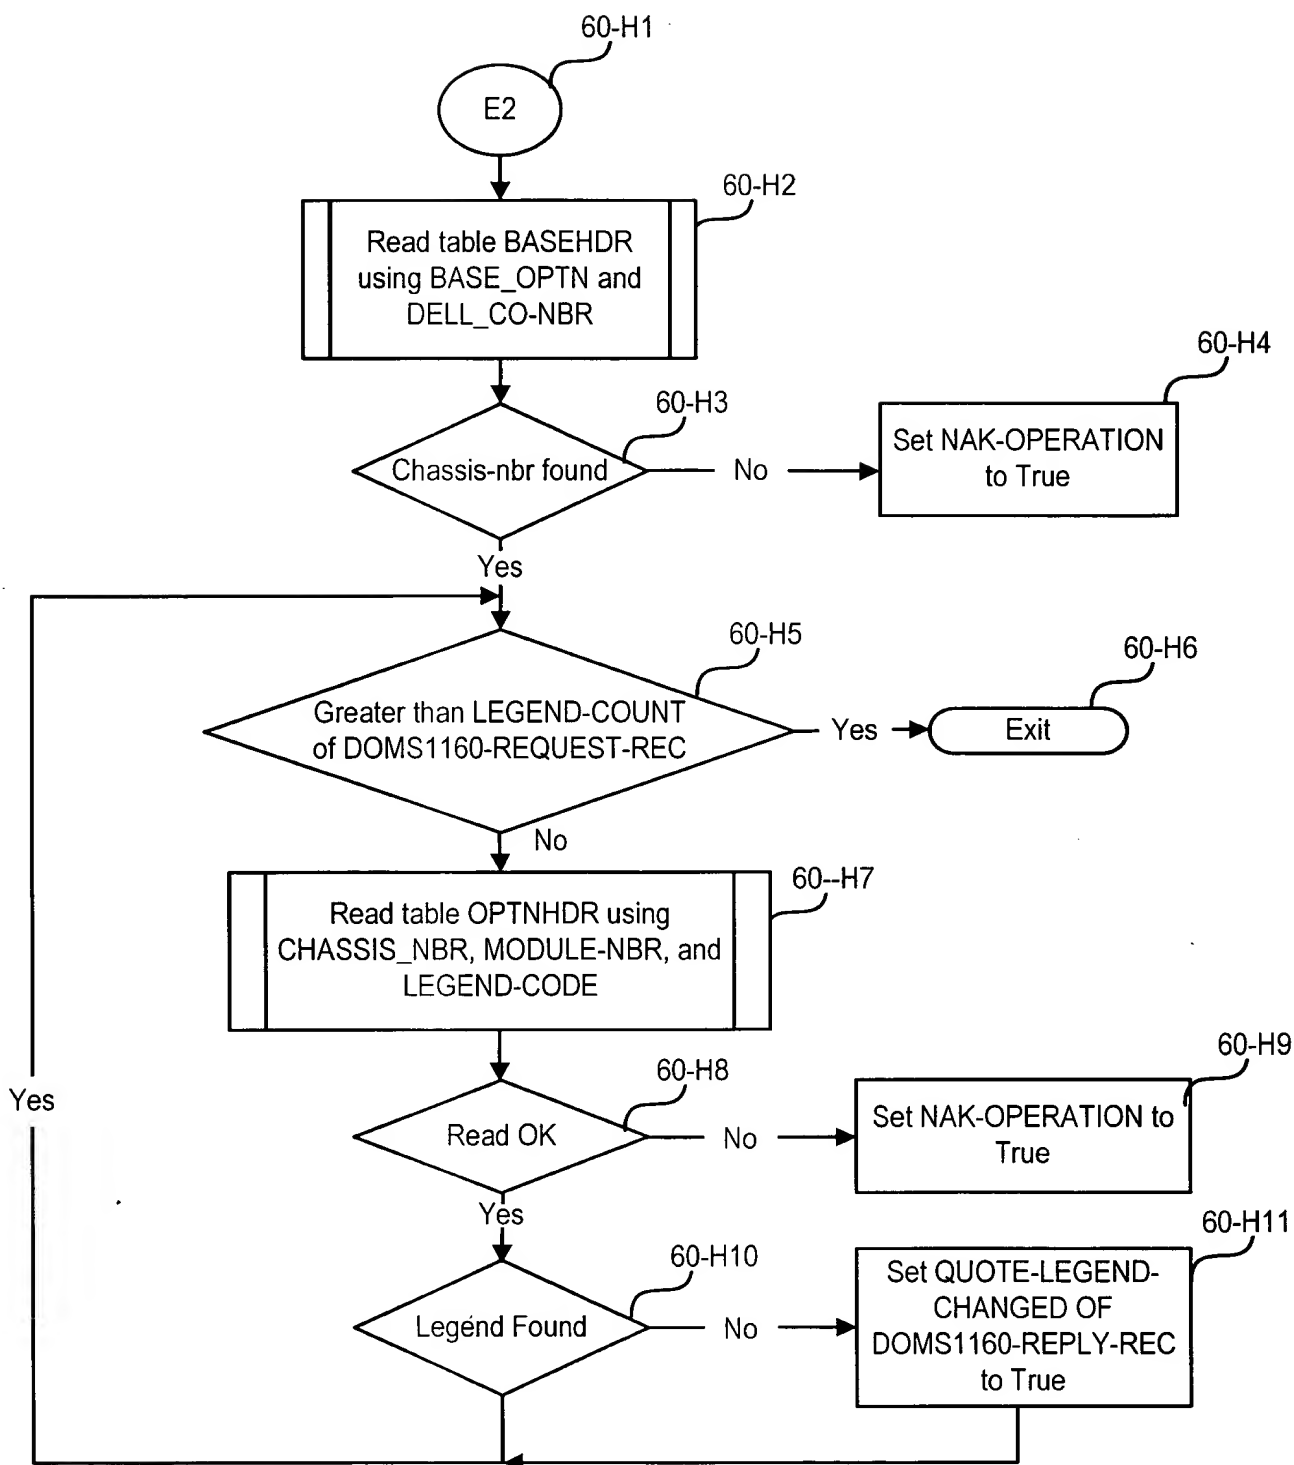 60-H1
E2
60-H2
Read table BASEHDR
using BASE_OPTN and
DELL_CO-NBR
60-H3
Chassis-nbr found
No
60-H4
Set NAK-OPERATION
to True
Yes
60-H5
Greater than LEGEND-COUNT
of DOMS1160-REQUEST-REC
Yes
60-H6
Exit
No
60--H7
Read table OPTNHDR using
CHASSIS_NBR, MODULE-NBR, and
LEGEND-CODE
60-H8
Read OK
No
60-H9
Set NAK-OPERATION to
True
Yes
Yes
60-H10
Legend Found
No
60-H11
Set QUOTE-LEGEND-
CHANGED OF
DOMS1160-REPLY-REC
to True